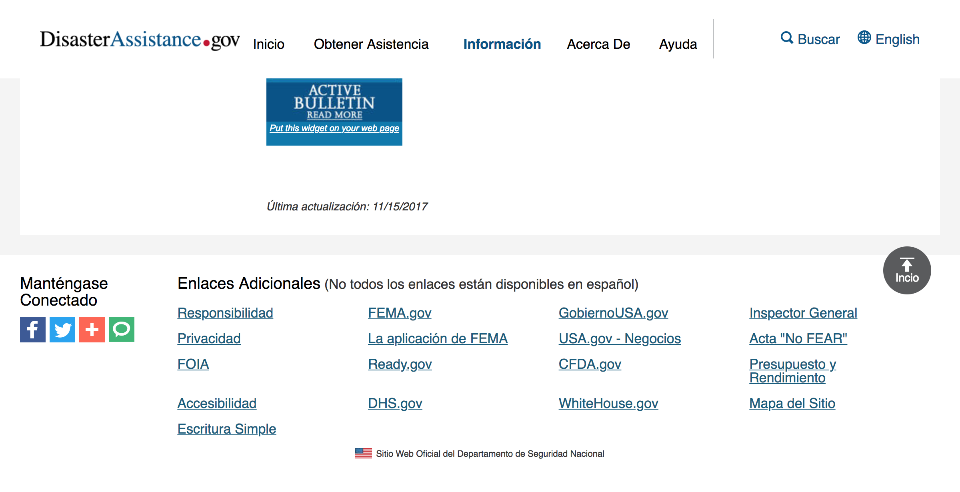 DisasterAssistance.gov
Inicio Obtener Asistencia Información Acerca De Ayuda Buscar English
ACTIVE
BULLETIN
READ MORE
Put this widget on your web page
Última actualización: 11/15/2017
Incio
Manténgase
Conectado
Enlaces Adicionales (No todos los enlaces están disponibles en español)
Responsibilidad FEMA.gov GobiernoUSA.gov Inspector General
Privacidad La aplicación de FEMA USA.gov - Negocios Acta "No FEAR"
FOIA Ready.gov CFDA.gov Presupuesto y
Rendimiento
Accesibilidad DHS.gov WhiteHouse.gov Mapa del Sitio
Escritura Simple
Sitio Web Oficial del Departamento de Seguridad Nacional